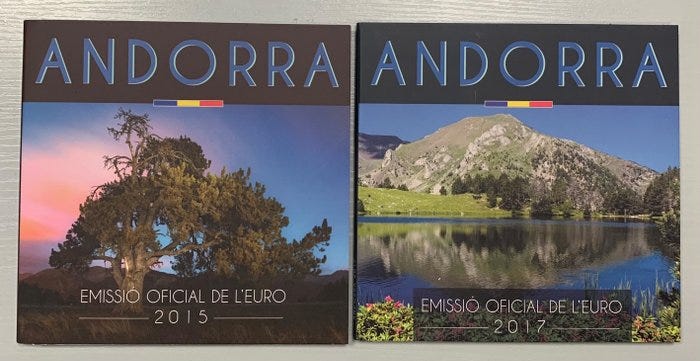 ANDORRA
EMISSIÓ OFICIAL DE L'EURO
2015
ANDORRA
EMISSIÓ OFICIAL DE L'EURO
2017